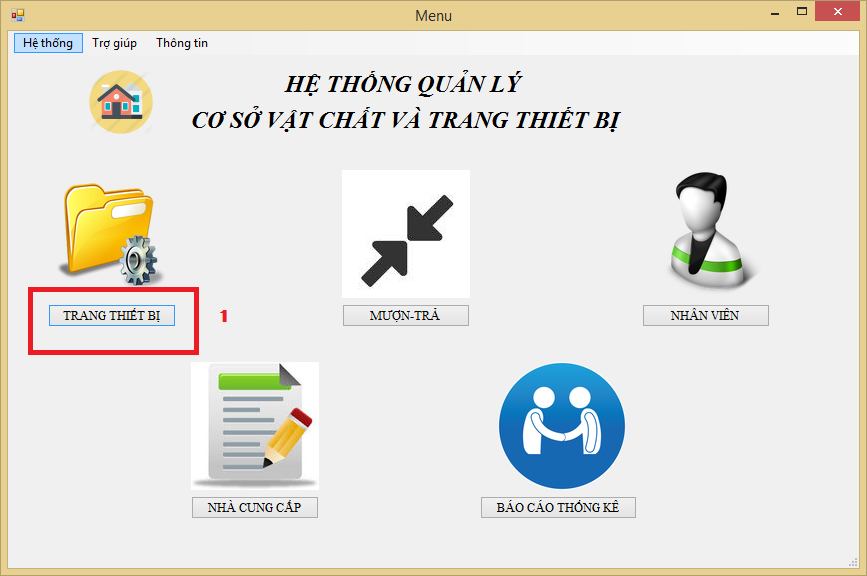 Menu
Hệ thống Trợ giúp Thông tin
HỆ THỐNG QUẢN LÝ
CƠ SỞ VẬT CHẤT VÀ TRANG THIẾT BỊ
TRANG THIẾT BỊ 1 MƯỢN-TRẢ NHÂN VIÊN
NHÀ CUNG CẤP BÁO CÁO THỐNG KÊ